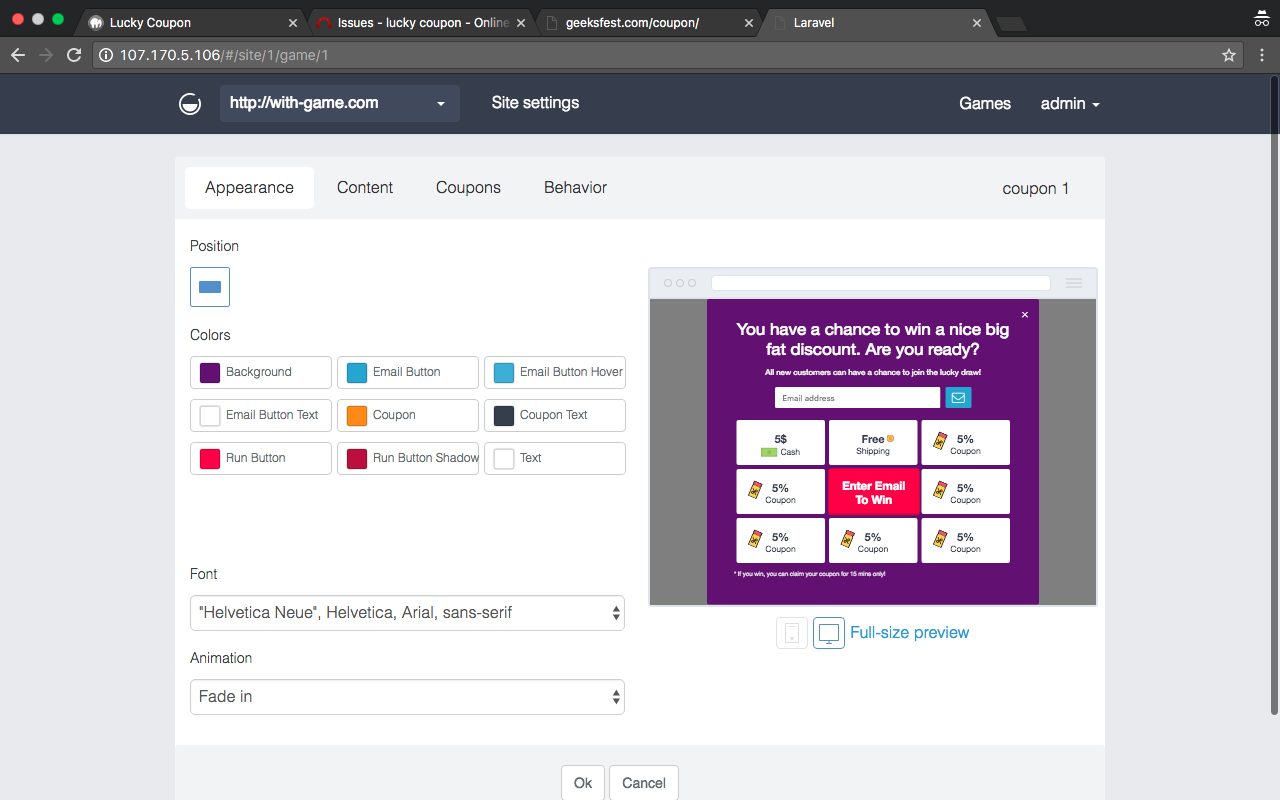 Lucky Coupon
Issues - lucky coupon - Online
geeksfest.com/coupon/
Laravel
107.170.5.106/#/site/1/game/1
http://with-game.com
Site settings
Games
admin
Appearance
Content
Coupons
Behavior
coupon 1
Position
Colors
Background
Email Button
Email Button Hover
Email Button Text
Coupon
Coupon Text
Run Button
Run Button Shadow
Text
Font
"Helvetica Neue", Helvetica, Arial, sans-serif
Animation
Fade in
You have a chance to win a nice big
fat discount. Are you ready?
All new customers can have a chance to join the lucky draw!
Email address
5$
Cash
Free
Shipping
5%
Coupon
5%
Coupon
Enter Email
To Win
5%
Coupon
5%
Coupon
5%
Coupon
5%
Coupon
* If you win, you can claim your coupon for 15 mins only!
Full-size preview
Ok
Cancel